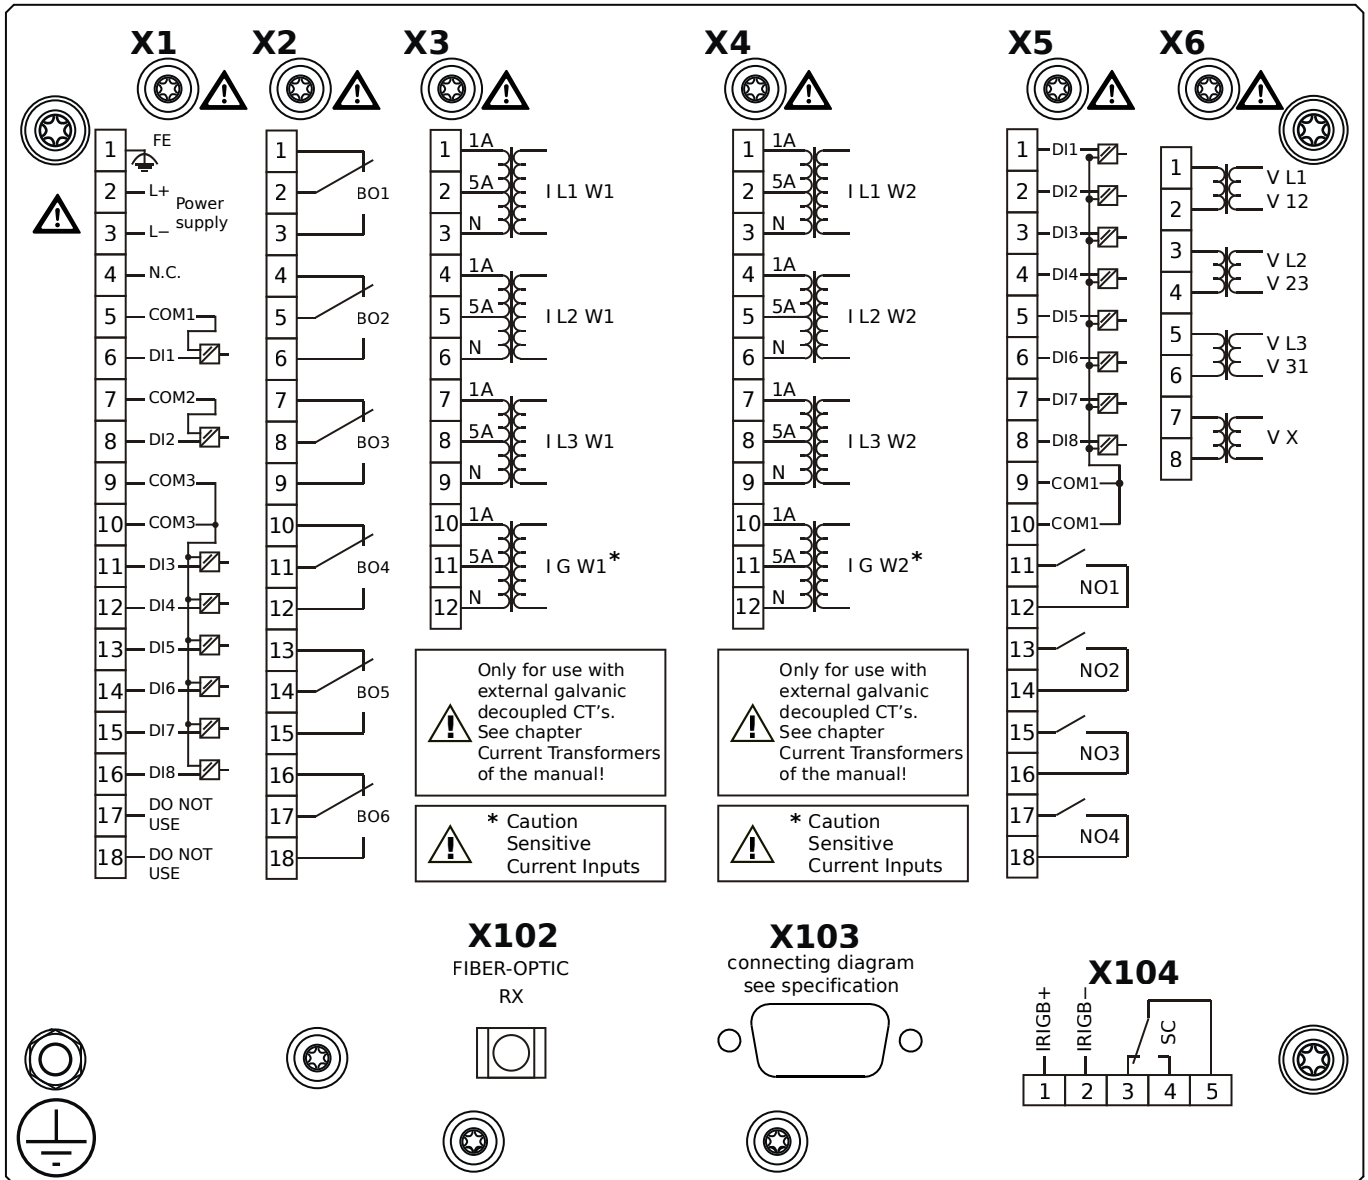 X1
X2
X3
X4
X5
X6
1 FE
2 L+
Power
supply
3 L−
4 N.C.
5 COM1
6 DI1
7 COM2
8 DI2
9 COM3
10 COM3
11 DI3
12 DI4
13 DI5
14 DI6
15 DI7
16 DI8
17 DO NOT
USE
18 DO NOT
USE
1
2 BO1
3
4
5 BO2
6
7
8 BO3
9
10
11 BO4
12
13
14 BO5
15
16
17 BO6
18
1 1A
2 5A I L1 W1
3 N
4 1A
5 5A I L2 W1
6 N
7 1A
8 5A I L3 W1
9 N
10 1A
11 5A I G W1*
12 N
Only for use with
external galvanic
decoupled CT's.
See chapter
Current Transformers
of the manual!
* Caution
Sensitive
Current Inputs
1 1A
2 5A I L1 W2
3 N
4 1A
5 5A I L2 W2
6 N
7 1A
8 5A I L3 W2
9 N
10 1A
11 5A I G W2*
12 N
Only for use with
external galvanic
decoupled CT's.
See chapter
Current Transformers
of the manual!
* Caution
Sensitive
Current Inputs
1 DI1
2 DI2
3 DI3
4 DI4
5 DI5
6 DI6
7 DI7
8 DI8
9 COM1
10 COM1
11
NO1
12
13
NO2
14
15
NO3
16
17
NO4
18
1 V L1
2 V 12
3 V L2
4 V 23
5 V L3
6 V 31
7
V X
8
X102
FIBER-OPTIC
RX
X103
connecting diagram
see specification
X104
IRIGB+
IRIGB−
SC
1 2 3 4 5